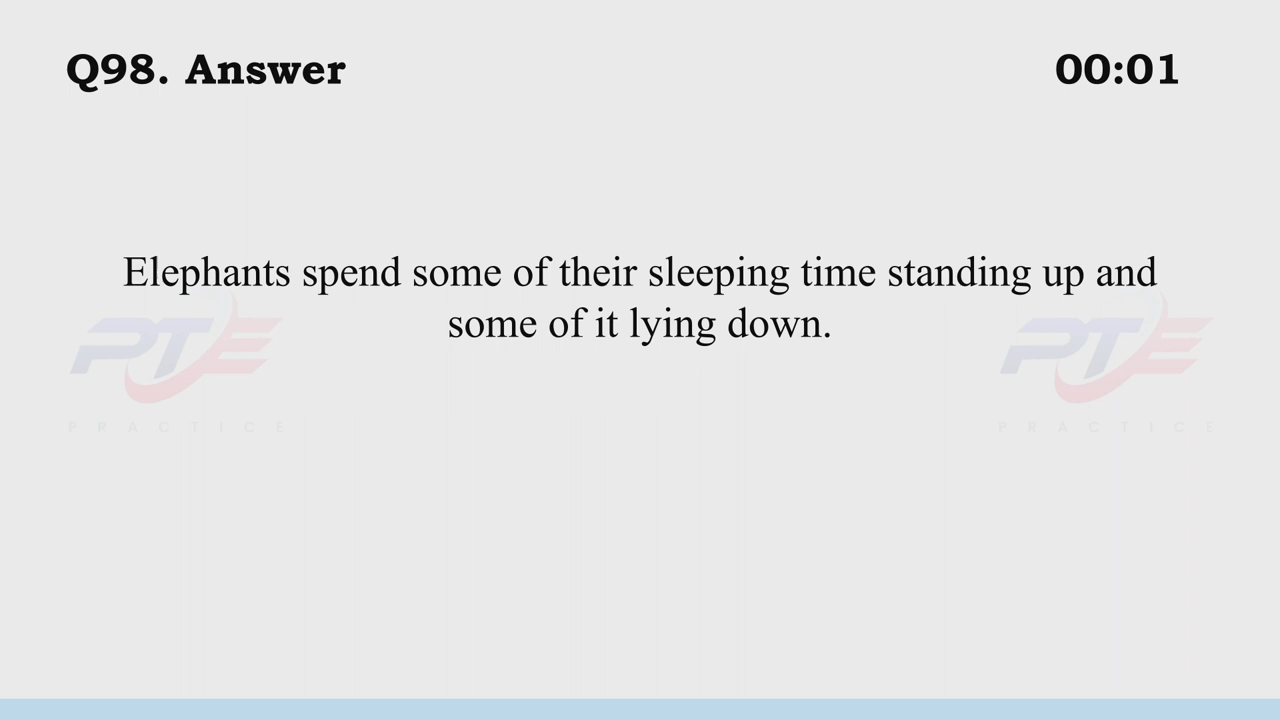 Q98. Answer
00:01
Elephants spend some of their sleeping time standing up and
some of it lying down.
PTE
PRACTICE
PTE
PRACTICE